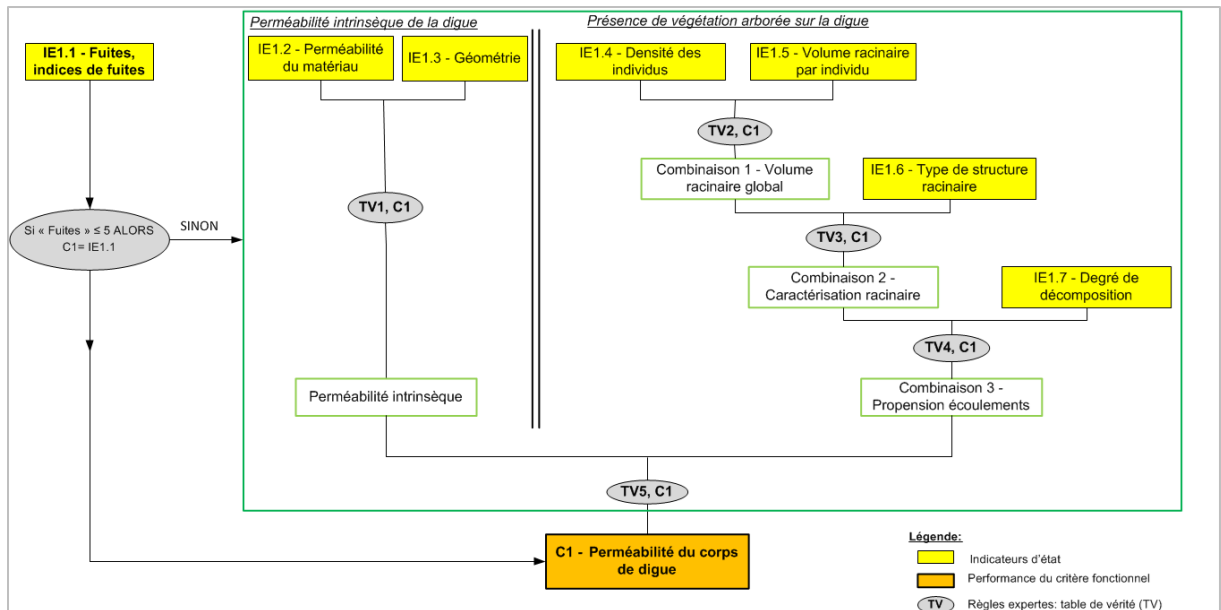 Perméabilité intrinsèque de la digue
Présence de végétation arborée sur la digue
IE1.1 - Fuites,
indices de fuites
IE1.2 - Perméabilité
du matériau
IE1.3 - Géométrie
IE1.4 - Densité des
individus
IE1.5 - Volume racinaire
par individu
TV2, C1
Combinaison 1 - Volume
racinaire global
IE1.6 - Type de structure
racinaire
TV1, C1
Si « Fuites » ≤ 5 ALORS
C1= IE1.1
SINON
TV3, C1
Combinaison 2 -
Caractérisation racinaire
IE1.7 - Degré de
décomposition
TV4, C1
Perméabilité intrinsèque
Combinaison 3 -
Propension écoulements
TV5, C1
C1 - Perméabilité du corps
de digue
Légende:
Indicateurs d'état
Performance du critère fonctionnel
TV
Règles expertes: table de vérité (TV)